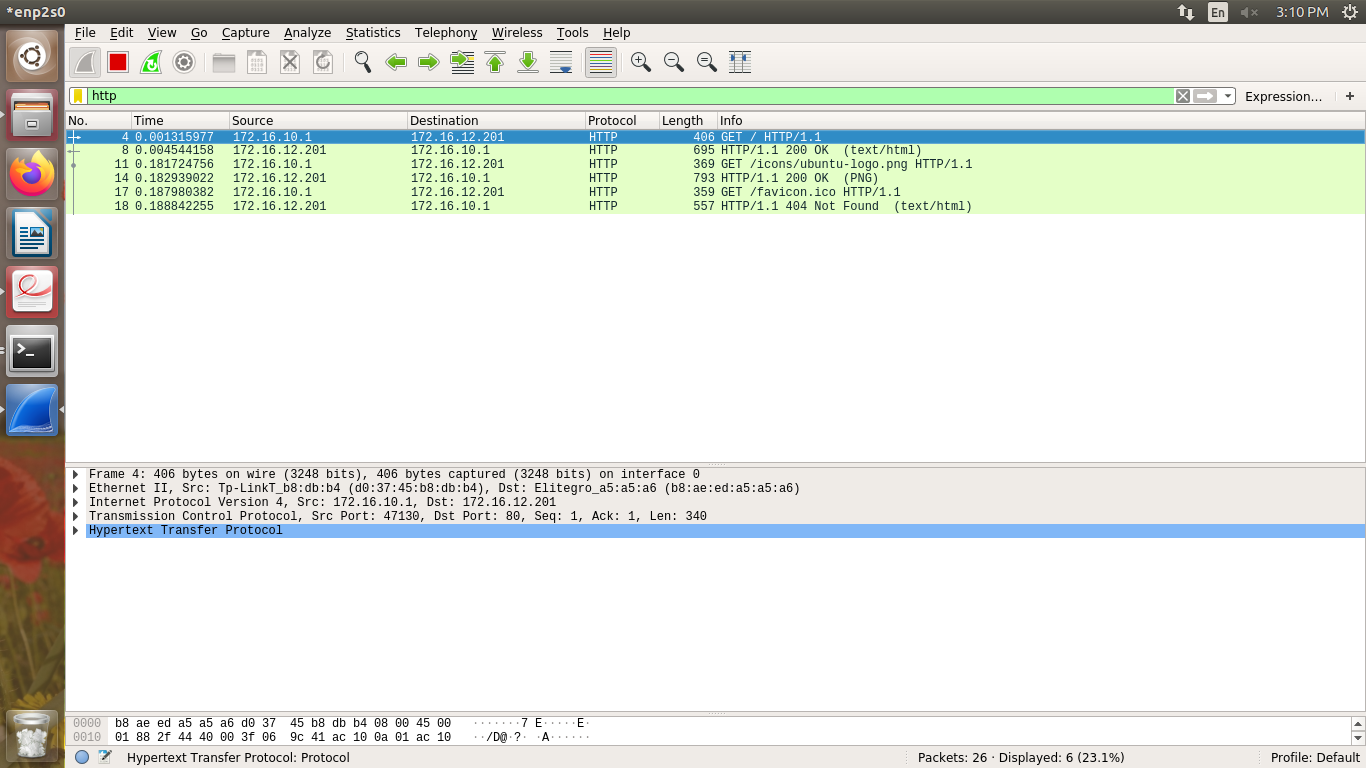 *enp2s0 En 3:10 PM
File Edit View Go Capture Analyze Statistics Telephony Wireless Tools Help
http Expression… +
No. Time Source Destination Protocol Length Info
4 0.001315977 172.16.10.1 172.16.12.201 HTTP 406 GET / HTTP/1.1
8 0.004544158 172.16.12.201 172.16.10.1 HTTP 695 HTTP/1.1 200 OK (text/html)
11 0.181724756 172.16.10.1 172.16.12.201 HTTP 369 GET /icons/ubuntu-logo.png HTTP/1.1
14 0.182939022 172.16.12.201 172.16.10.1 HTTP 793 HTTP/1.1 200 OK (PNG)
17 0.187980382 172.16.10.1 172.16.12.201 HTTP 359 GET /favicon.ico HTTP/1.1
18 0.188842255 172.16.12.201 172.16.10.1 HTTP 557 HTTP/1.1 404 Not Found (text/html)
Frame 4: 406 bytes on wire (3248 bits), 406 bytes captured (3248 bits) on interface 0
Ethernet II, Src: Tp-LinkT_b8:db:b4 (d0:37:45:b8:db:b4), Dst: Elitegro_a5:a5:a6 (b8:ae:ed:a5:a5:a6)
Internet Protocol Version 4, Src: 172.16.10.1, Dst: 172.16.12.201
Transmission Control Protocol, Src Port: 47130, Dst Port: 80, Seq: 1, Ack: 1, Len: 340
Hypertext Transfer Protocol
0000 b8 ae ed a5 a5 a6 d0 37 45 b8 db b4 08 00 45 00 ·······7 E·····E·
0010 01 88 2f 44 40 00 3f 06 9c 41 ac 10 0a 01 ac 10 ··/D@·?· ·A······
Hypertext Transfer Protocol: Protocol Packets: 26 · Displayed: 6 (23.1%) Profile: Default